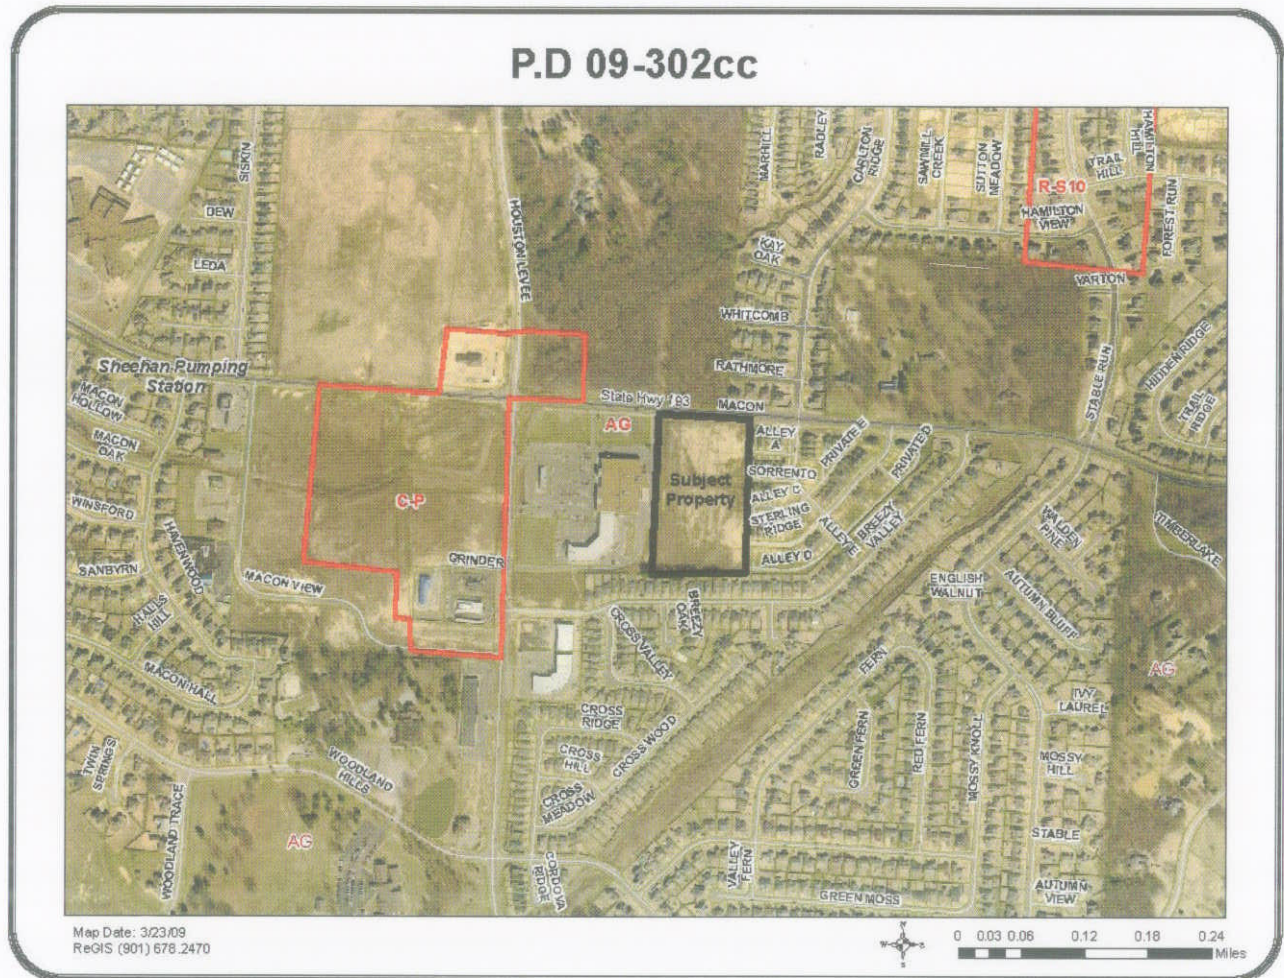 P.D 09-302cc
SISKIN
DEW
LEDA
HOUSTON LEVEE
MARHILL
RADLEY
CARLTON
RIDGE
SAWMILL
CREEK
SUTTON
MEADOW
HAMILTON
HILL
TRAIL
HILL
R-S10
HAMILTON
VIEW
FOREST RUN
KAY
OAK
YARTON
WHITCOMB
RATHMORE
STABLE RUN
HIDDEN RIDGE
TRAIL
RIDGE
Sheehan Pumping
Station
MACON
HOLLOW
MACON
OAK
State Hwy 193
MACON
AG
ALLEY
A
PRIVATE E
PRIVATE D
Subject
Property
SORRENTO
ALLEY C
STERLING
RIDGE
ALLEY E
BREEZY
VALLEY
ALLEY D
C-P
WINSFORD
HAVENWOOD
SANBYRN
HALLS
HILL
GRINDER
MACON VIEW
WALDEN
PINE
TIMBERLAKE
ENGLISH
WALNUT
AUTUMN BLUFF
BREEZY
OAK
CROSS VALLEY
FERN
AG
MACON HALL
IVY
LAUREL
CROSS
RIDGE
CROSS
HILL
CROSS WOOD
CROSS
MEADOW
GREEN FERN
RED FERN
MOSSY KNOLL
MOSSY
HILL
TWIN
SPRINGS
WOODLAND
HILLS
WOODLAND TRACE
AG
STABLE
CORDOVA
RIDGE
VALLEY
FERN
GREEN MOSS
AUTUMN
VIEW
Map Date: 3/23/09
ReGIS (901) 678.2470
N
W
E
S
0 0.03 0.06 0.12 0.18 0.24
Miles